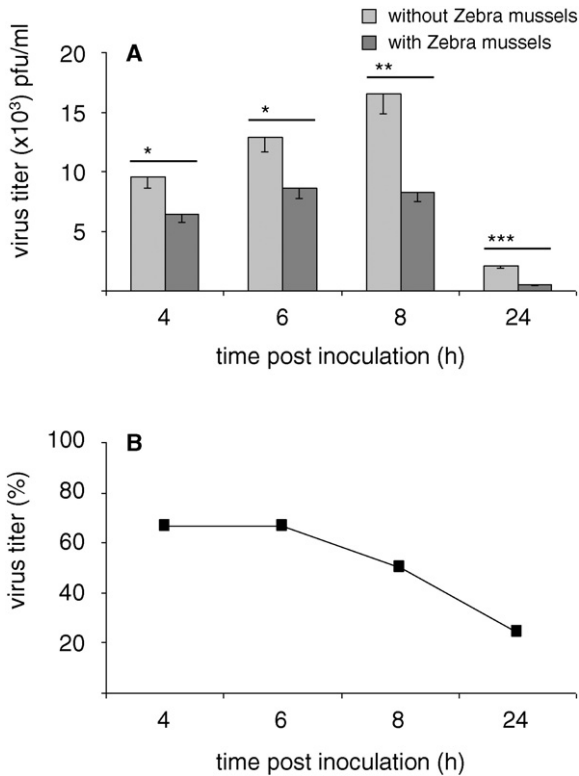 without Zebra mussels
with Zebra mussels
A
virus titer (x10³) pfu/ml
20
15
10
5
*
*
**
***
4 6 8 24
time post inoculation (h)
B
virus titer (%)
100
80
60
40
20
4 6 8 24
time post inoculation (h)